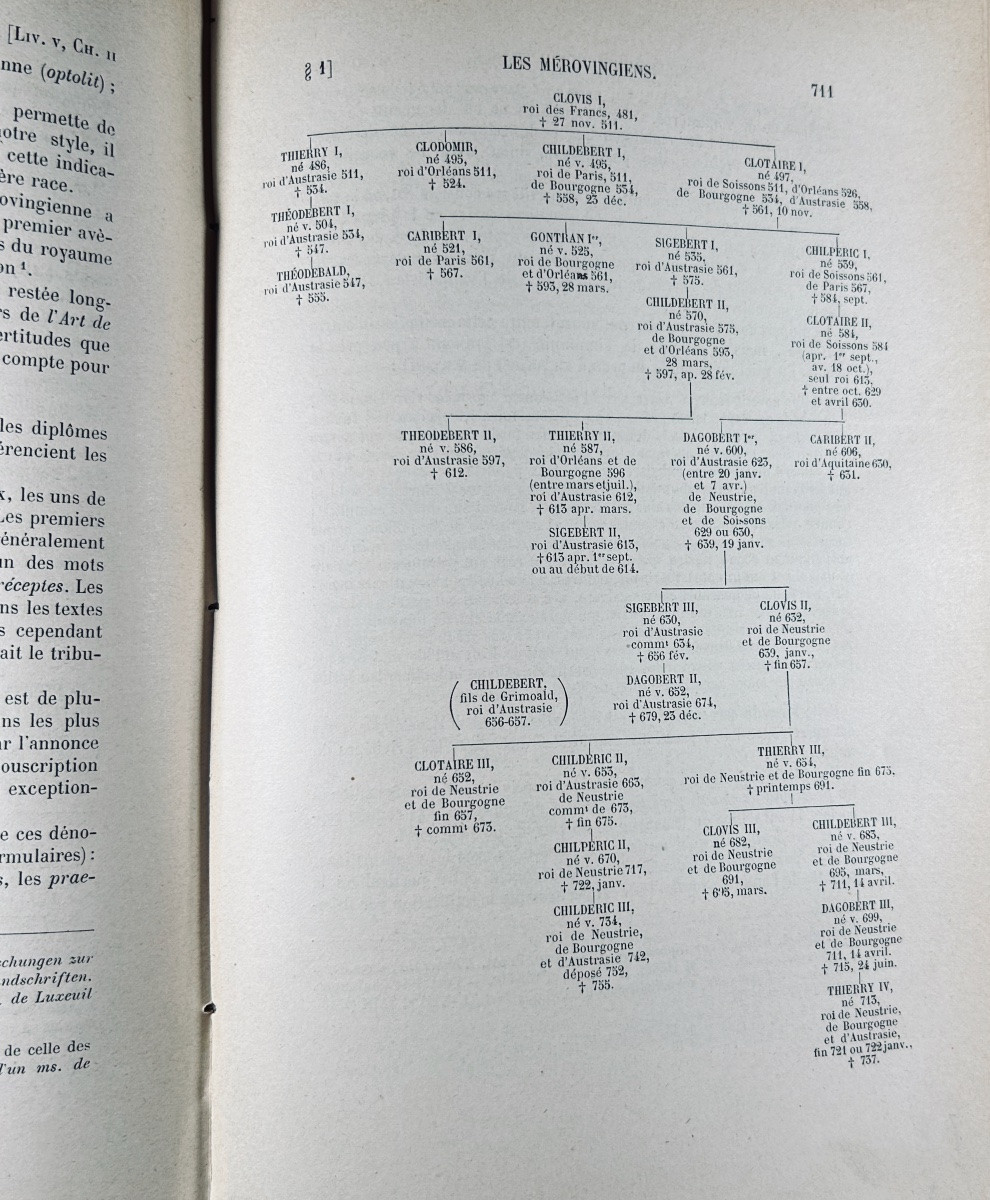 [Liv. v, Ch. ii
nne (optolit) ;
permette de
otre style, il
cette indica-
ère race.
ovingienne a
premier avè-
s du royaume
on ¹.
restée long-
rs de l'Art de
ertitudes que
compte pour
les diplômes
érencient les
x, les uns de
Les premiers
énéralement
un des mots
réceptes. Les
ns les textes
s cependant
ait le tribu-
est de plu-
ns les plus
ar l'annonce
ouscription
exception-
e ces déno-
rmulaires) :
s, les prae-
chungen zur
ndschriften.
. de Luxeuil
de celle des
d'un ms. de
§ 1]
LES MÉROVINGIENS.
711
CLOVIS I,
roi des Francs, 481,
† 27 nov. 511.
THIERRY I,
né 486,
roi d'Austrasie 511,
† 534.
CLODOMIR,
né 495,
roi d'Orléans 511,
† 524.
CHILDEBERT I,
né v. 495,
roi de Paris, 511,
de Bourgogne 534,
† 558, 23 déc.
CLOTAIRE I,
né 497,
roi de Soissons 511, d'Orléans 526,
de Bourgogne 534, d'Austrasie 558,
† 561, 10 nov.
THÉODEBERT I,
né v. 504,
roi d'Austrasie 534,
† 547.
THÉODEBALD,
roi d'Austrasie 547,
† 555.
CARIBERT I,
né 521,
roi de Paris 561,
† 567.
GONTRAN Iᵉʳ,
né v. 525,
roi de Bourgogne
et d'Orléans 561,
† 593, 28 mars.
SIGEBERT I,
né 535,
roi d'Austrasie 561,
† 575.
CHILPÉRIC I,
né 539,
roi de Soissons 561,
de Paris 567,
† 584, sept.
CHILDEBERT II,
né 570,
roi d'Austrasie 575,
de Bourgogne
et d'Orléans 593,
28 mars,
† 597, ap. 28 fév.
CLOTAIRE II,
né 584,
roi de Soissons 584
(apr. 1ᵉʳ sept.,
av. 18 oct.),
seul roi 613,
† entre oct. 629
et avril 630.
THEODEBERT II,
né v. 586,
roi d'Austrasie 597,
† 612.
THIERRY II,
né 587,
roi d'Orléans et de
Bourgogne 596
(entre mars et juil.),
roi d'Austrasie 612,
† 613 apr. mars.
DAGOBERT Iᵉʳ,
né v. 600,
roi d'Austrasie 623,
(entre 20 janv.
et 7 avr.)
de Neustrie,
de Bourgogne
et de Soissons
629 ou 630,
† 639, 19 janv.
CARIBERT II,
né 606,
roi d'Aquitaine 630,
† 631.
SIGEBERT II,
roi d'Austrasie 613,
† 613 apr. 1ᵉʳ sept.
ou au début de 614.
SIGEBERT III,
né 630,
roi d'Austrasie
commᵗ 634,
† 656 fév.
CLOVIS II,
né 632,
roi de Neustrie
et de Bourgogne
639, janv.,
† fin 657.
CHILDEBERT,
fils de Grimoald,
roi d'Austrasie
656-657.
DAGOBERT II,
né v. 652,
roi d'Austrasie 674,
† 679, 23 déc.
CLOTAIRE III,
né 652,
roi de Neustrie
et de Bourgogne
fin 657,
† commᵗ 673.
CHILDÉRIC II,
né v. 653,
roi d'Austrasie 663,
de Neustrie
commᵗ de 673,
† fin 675.
THIERRY III,
né v. 654,
roi de Neustrie et de Bourgogne fin 673,
† printemps 691.
CHILPÉRIC II,
né v. 670,
roi de Neustrie 717,
† 722, janv.
CLOVIS III,
né 682,
roi de Neustrie
et de Bourgogne
691,
† 695, mars.
CHILDEBERT III,
né v. 683,
roi de Neustrie
et de Bourgogne
695, mars,
† 711, 14 avril.
CHILDÉRIC III,
né v. 734,
roi de Neustrie,
de Bourgogne
et d'Austrasie 742,
déposé 752,
† 755.
DAGOBERT III,
né v. 699,
roi de Neustrie
et de Bourgogne
711, 14 avril.
† 715, 24 juin.
THIERRY IV,
né 713,
roi de Neustrie,
de Bourgogne
et d'Austrasie,
fin 721 ou 722 janv.,
† 737.